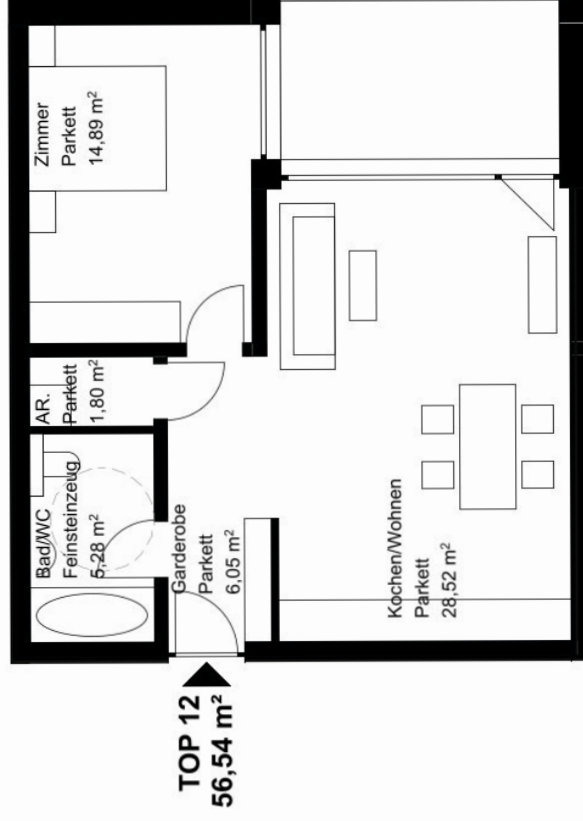 Zimmer
Parkett
14,89 m²
AR.
Parkett
1,80 m²
Bad/WC
Feinsteinzeug
5,28 m²
Garderobe
Parkett
6,05 m²
Kochen/Wohnen
Parkett
28,52 m²
TOP 12
56,54 m²